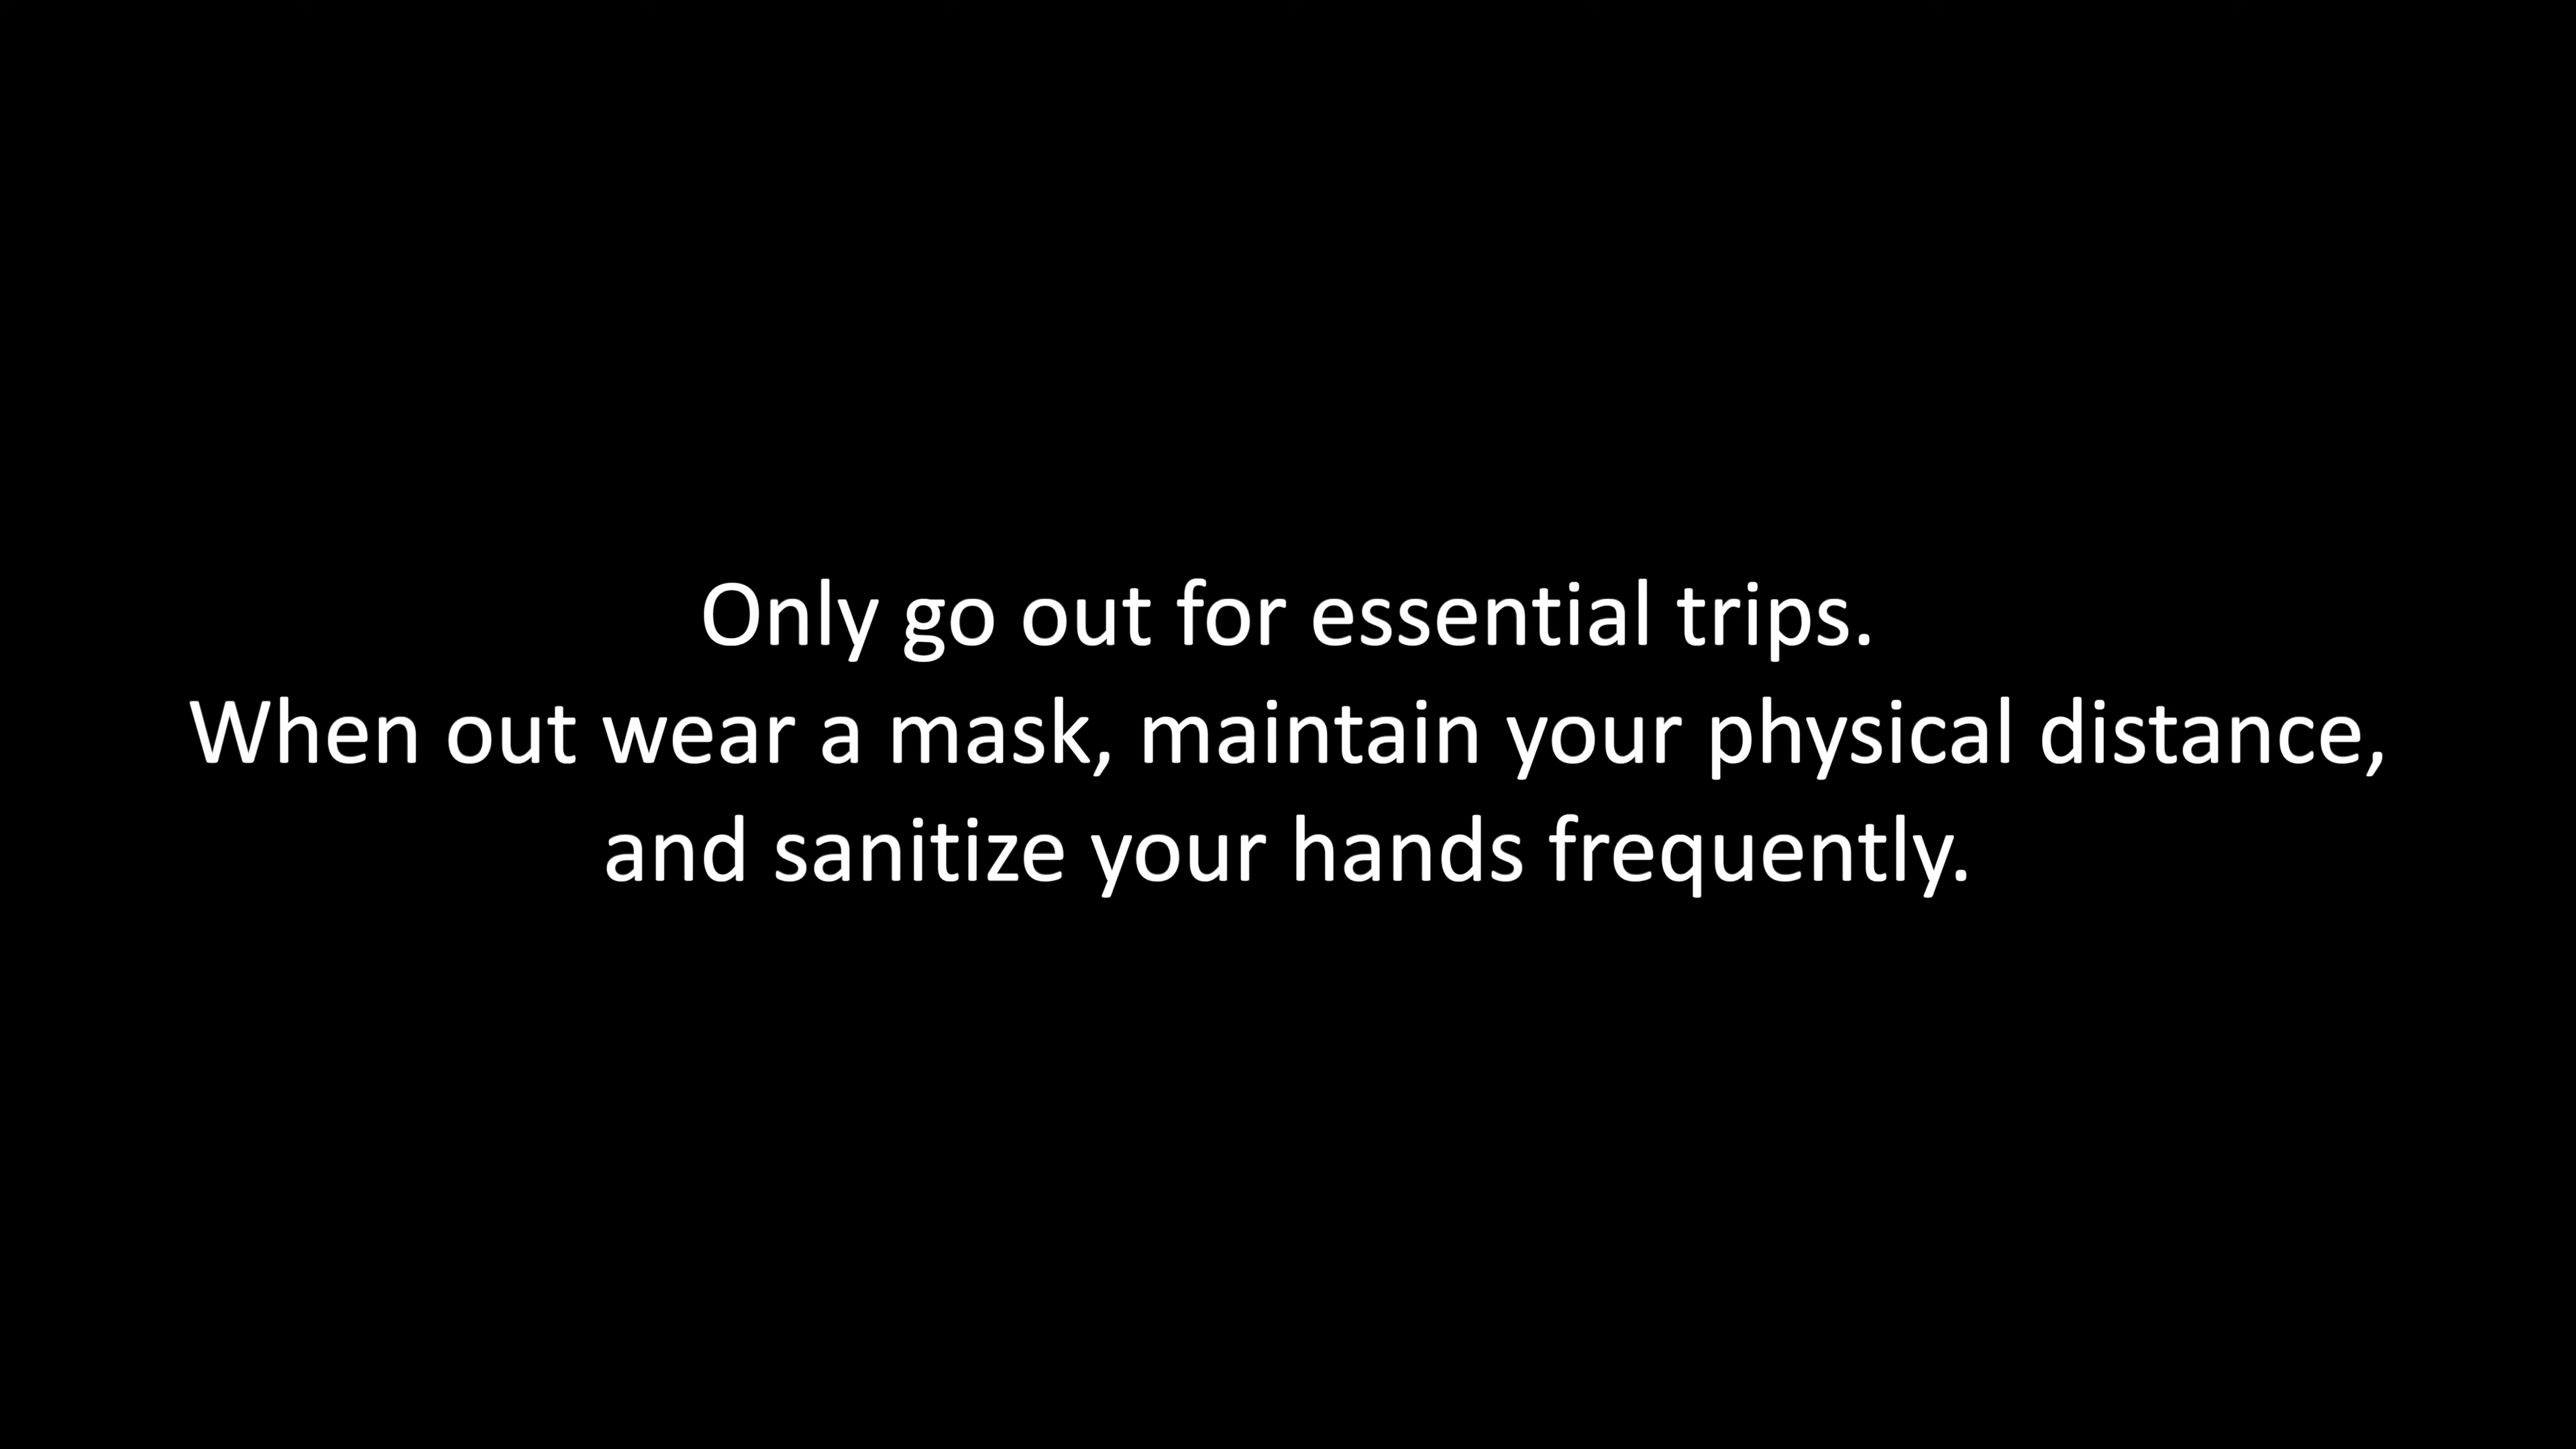 Only go out for essential trips.
When out wear a mask, maintain your physical distance,
and sanitize your hands frequently.